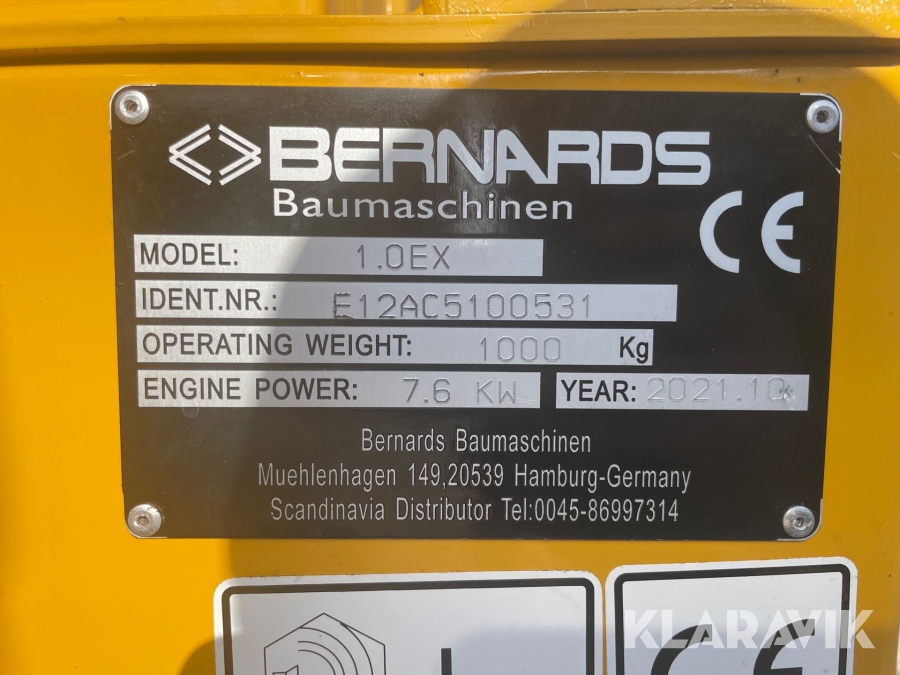 BERNARDS
Baumaschinen
CE
MODEL: 1.0EX
IDENT.NR.: E12AC5100531
OPERATING WEIGHT: 1000 Kg
ENGINE POWER: 7.6 KW YEAR: 2021.10
Bernards Baumaschinen
Muehlenhagen 149,20539 Hamburg-Germany
Scandinavia Distributor Tel:0045-86997314
KLARAVIK
CE